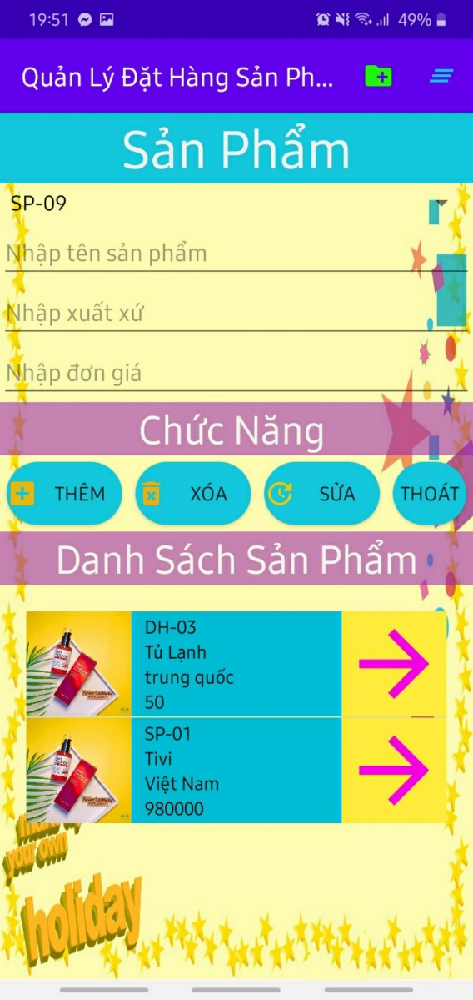 19:51
49%
Quản Lý Đặt Hàng Sản Ph...
Sản Phẩm
SP-09
Nhập tên sản phẩm
Nhập xuất xứ
Nhập đơn giá
Chức Năng
THÊM
XÓA
SỬA
THOÁT
Danh Sách Sản Phẩm
DH-03
Tủ Lạnh
trung quốc
50
SP-01
Tivi
Việt Nam
980000
your own
holiday